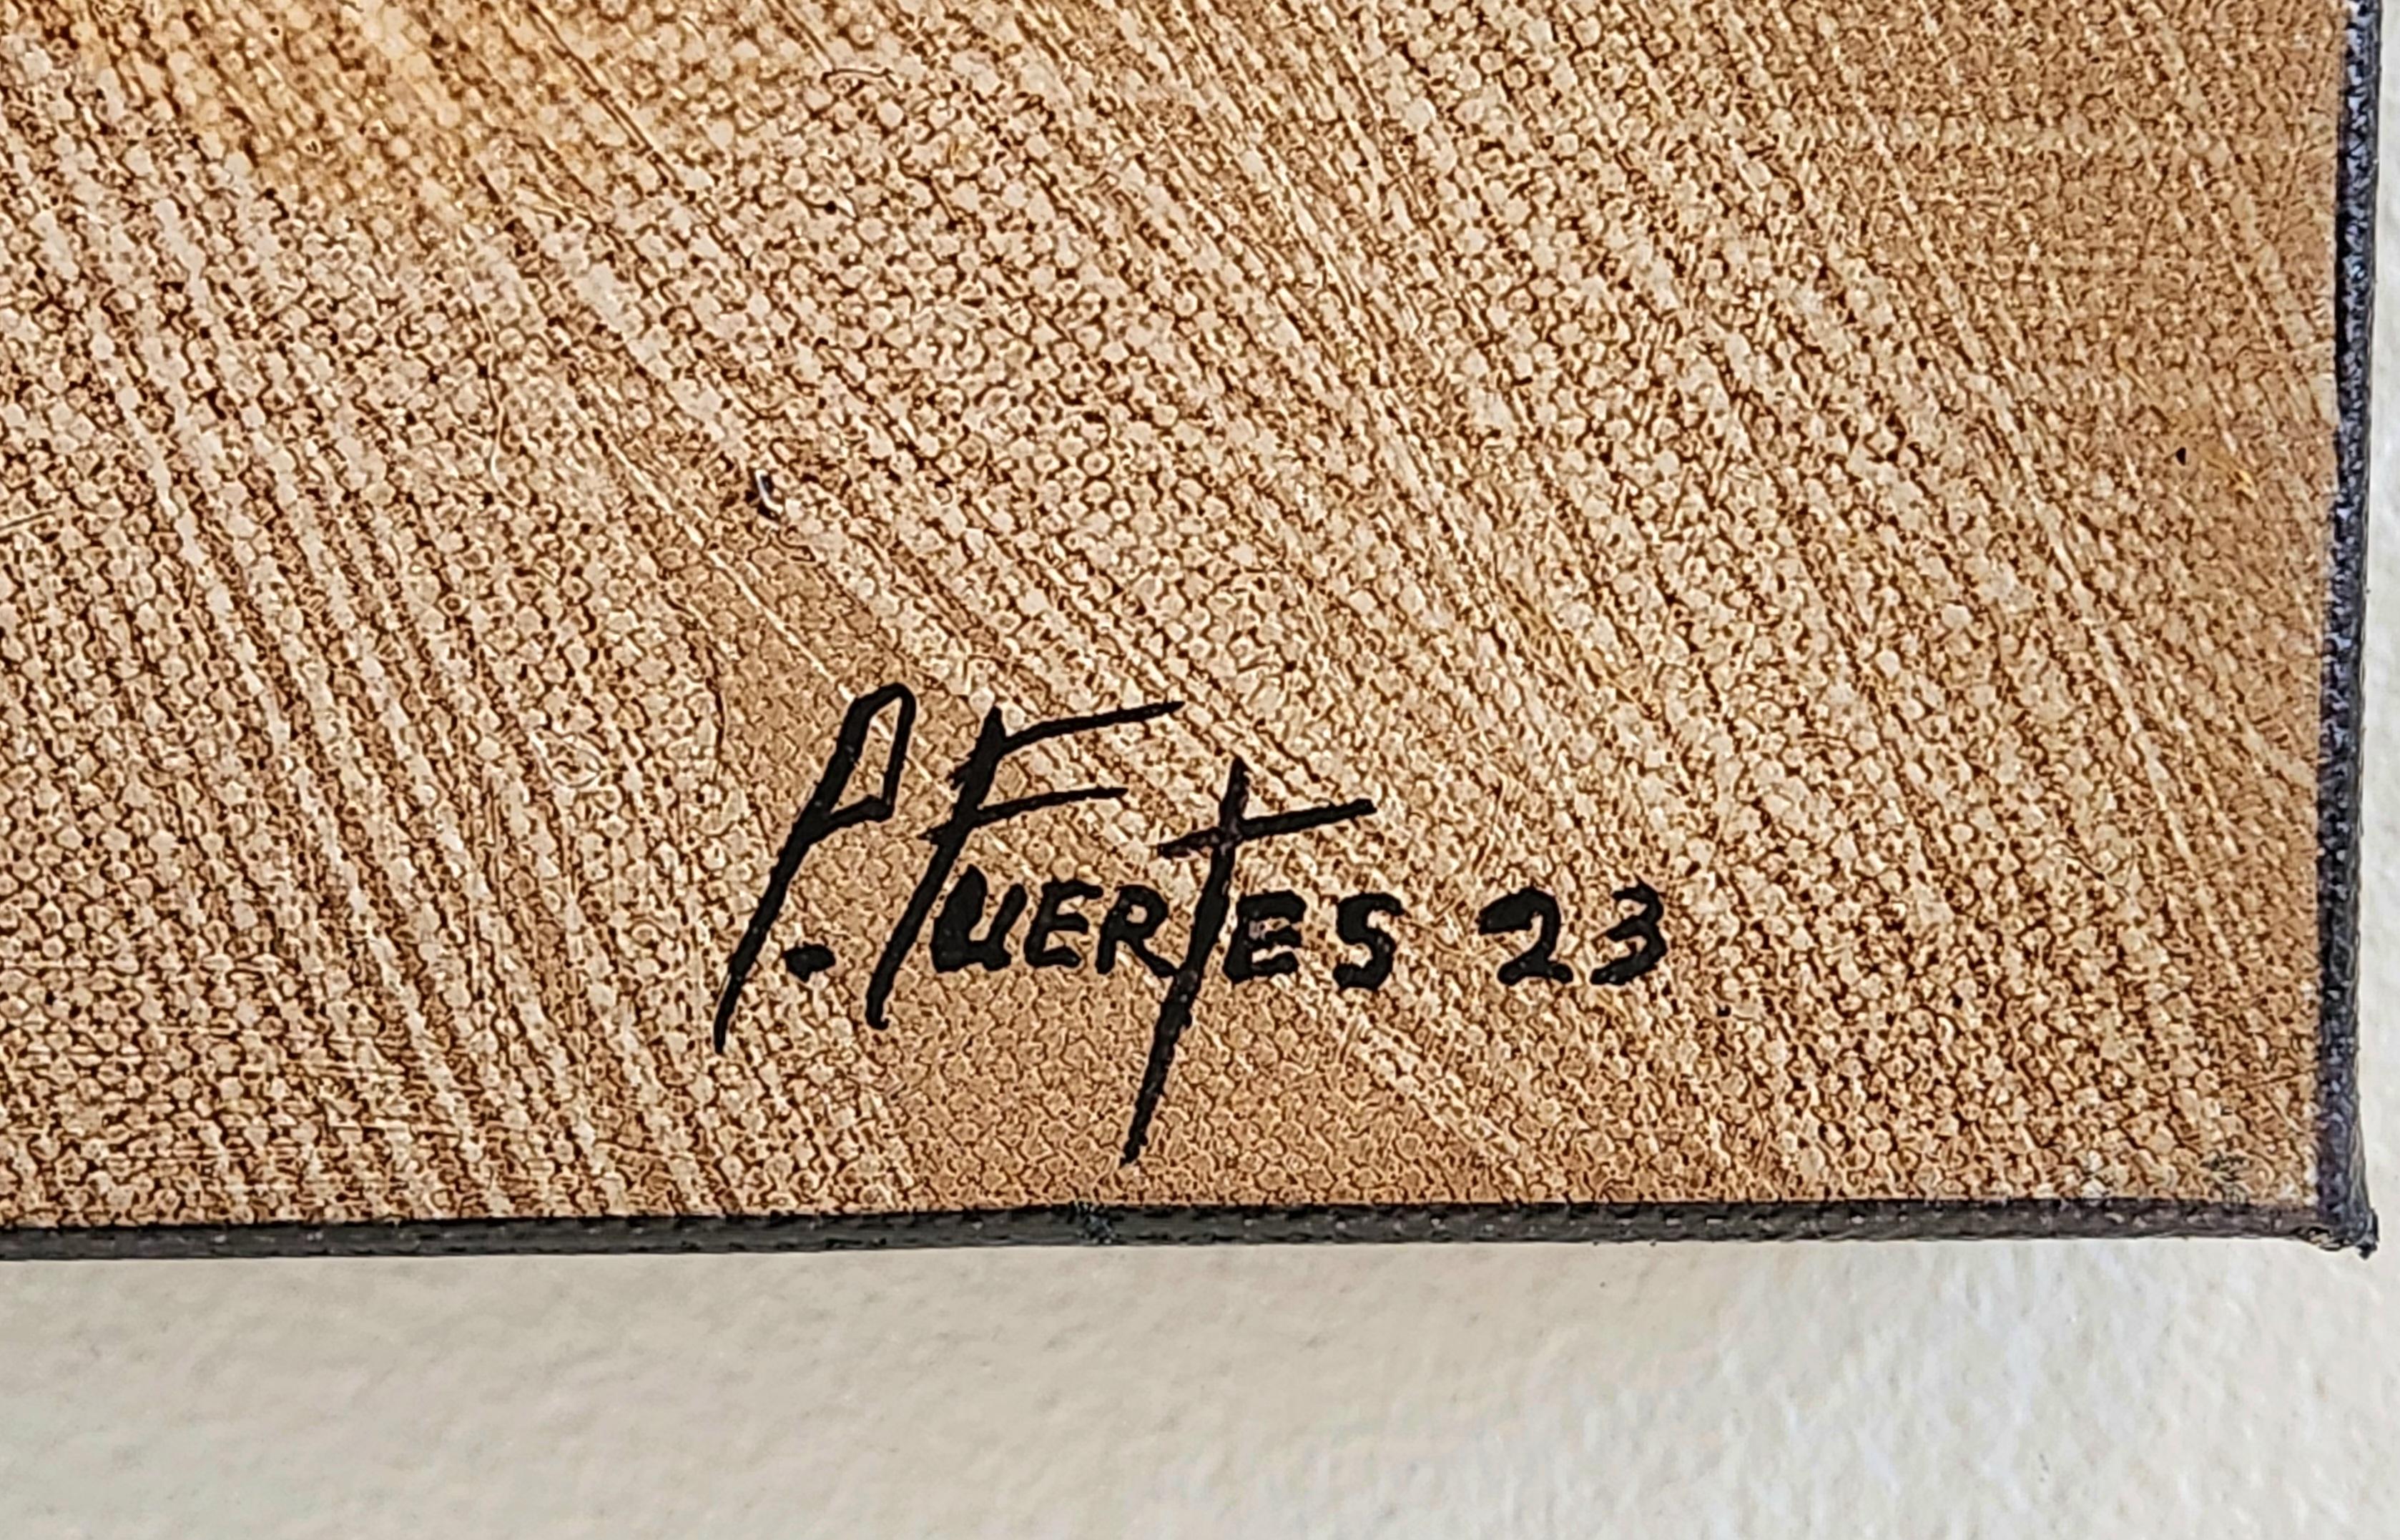 P. FUERTES 23